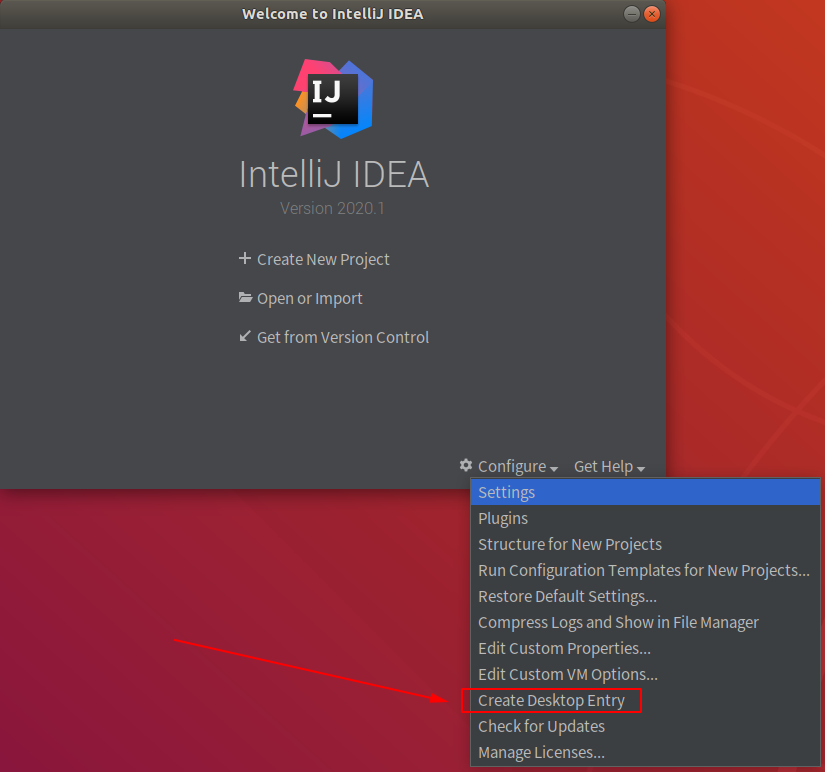 Welcome to IntelliJ IDEA
IJ
IntelliJ IDEA
Version 2020.1
Create New Project
Open or Import
Get from Version Control
Configure Get Help
Settings
Plugins
Structure for New Projects
Run Configuration Templates for New Projects...
Restore Default Settings...
Compress Logs and Show in File Manager
Edit Custom Properties...
Edit Custom VM Options...
Create Desktop Entry
Check for Updates
Manage Licenses...